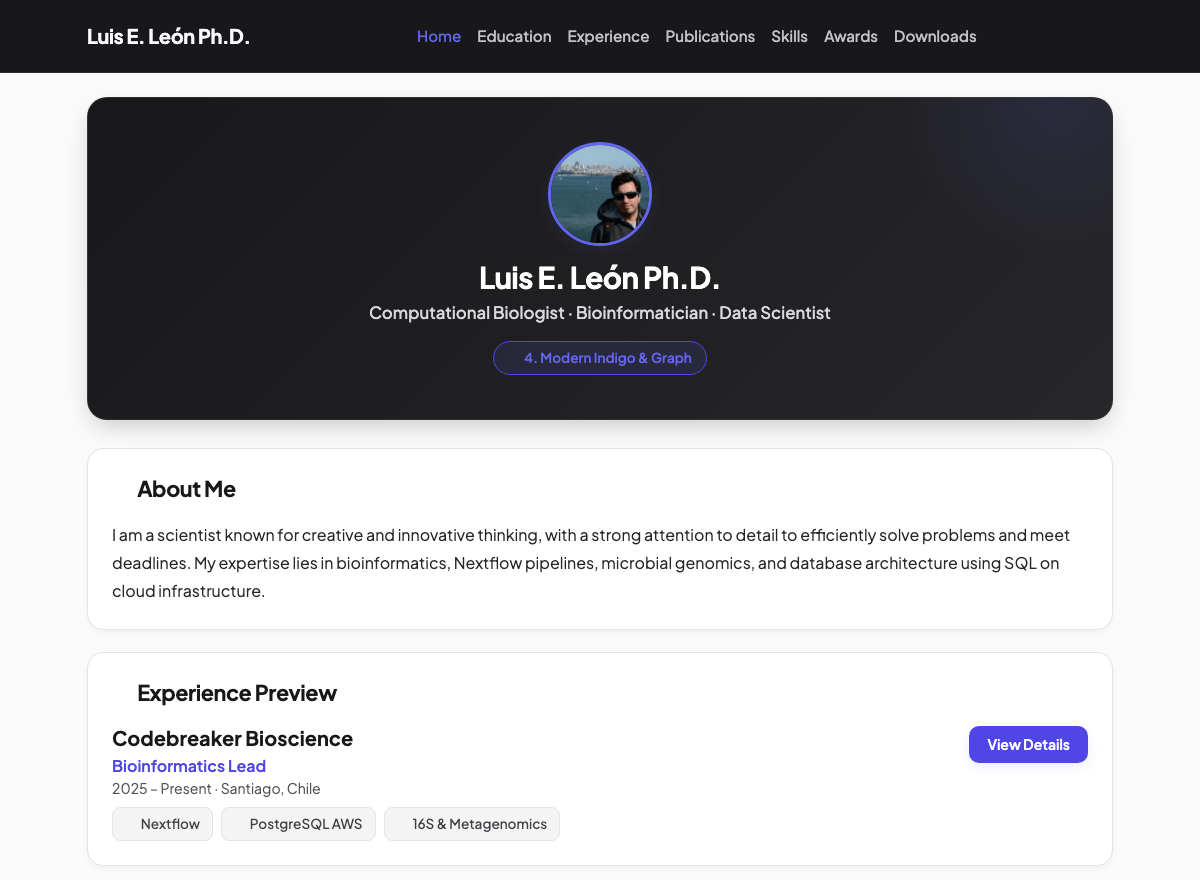 Luis E. León Ph.D.
Home Education Experience Publications Skills Awards Downloads
Luis E. León Ph.D.
Computational Biologist · Bioinformatician · Data Scientist
4. Modern Indigo & Graph
About Me
I am a scientist known for creative and innovative thinking, with a strong attention to detail to efficiently solve problems and meet
deadlines. My expertise lies in bioinformatics, Nextflow pipelines, microbial genomics, and database architecture using SQL on
cloud infrastructure.
Experience Preview
Codebreaker Bioscience
View Details
Bioinformatics Lead
2025 – Present · Santiago, Chile
Nextflow PostgreSQL AWS 16S & Metagenomics